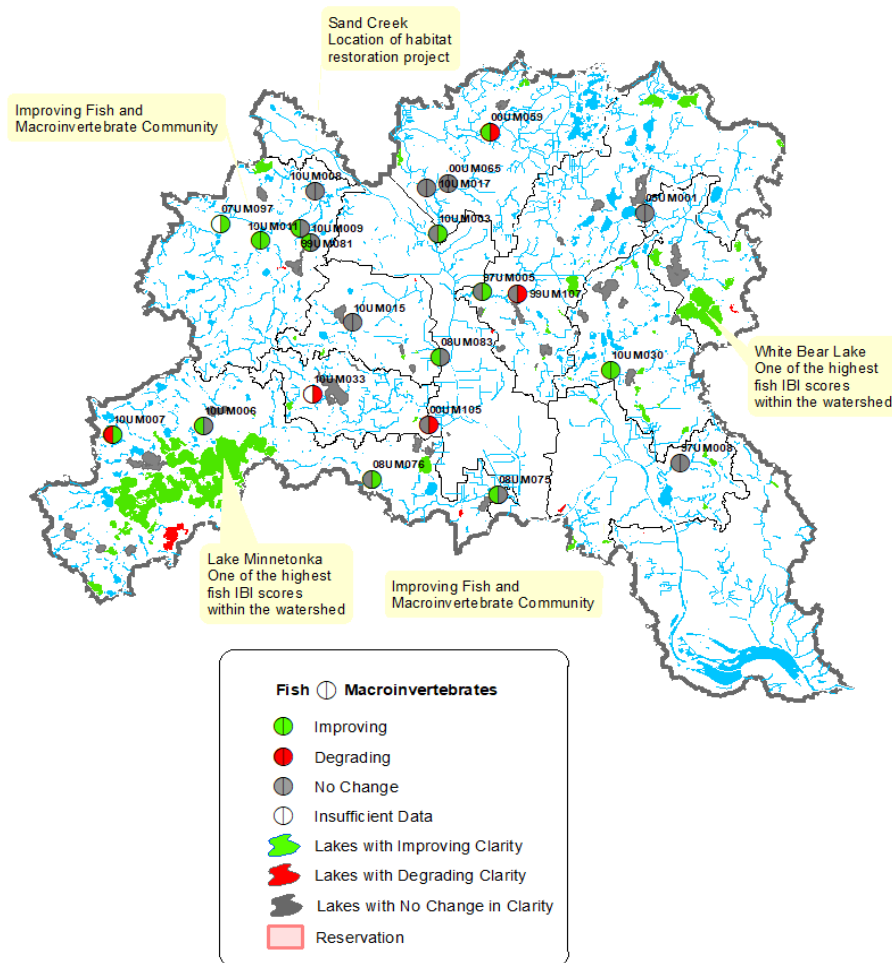 Sand Creek
Location of habitat
restoration project
Improving Fish and
Macroinvertebrate Community
00UM059
00UM065
10UM008
10UM017
05UM001
07UM097
10UM011
10UM009
10UM003
99UM081
97UM005
99UM107
10UM015
08UM083
White Bear Lake
One of the highest
fish IBI scores
within the watershed
10UM030
10UM033
10UM007
10UM006
00UM105
97UM008
08UM076
08UM075
Lake Minnetonka
One of the highest
fish IBI scores
within the watershed
Improving Fish and
Macroinvertebrate Community
Fish Macroinvertebrates
Improving
Degrading
No Change
Insufficient Data
Lakes with Improving Clarity
Lakes with Degrading Clarity
Lakes with No Change in Clarity
Reservation